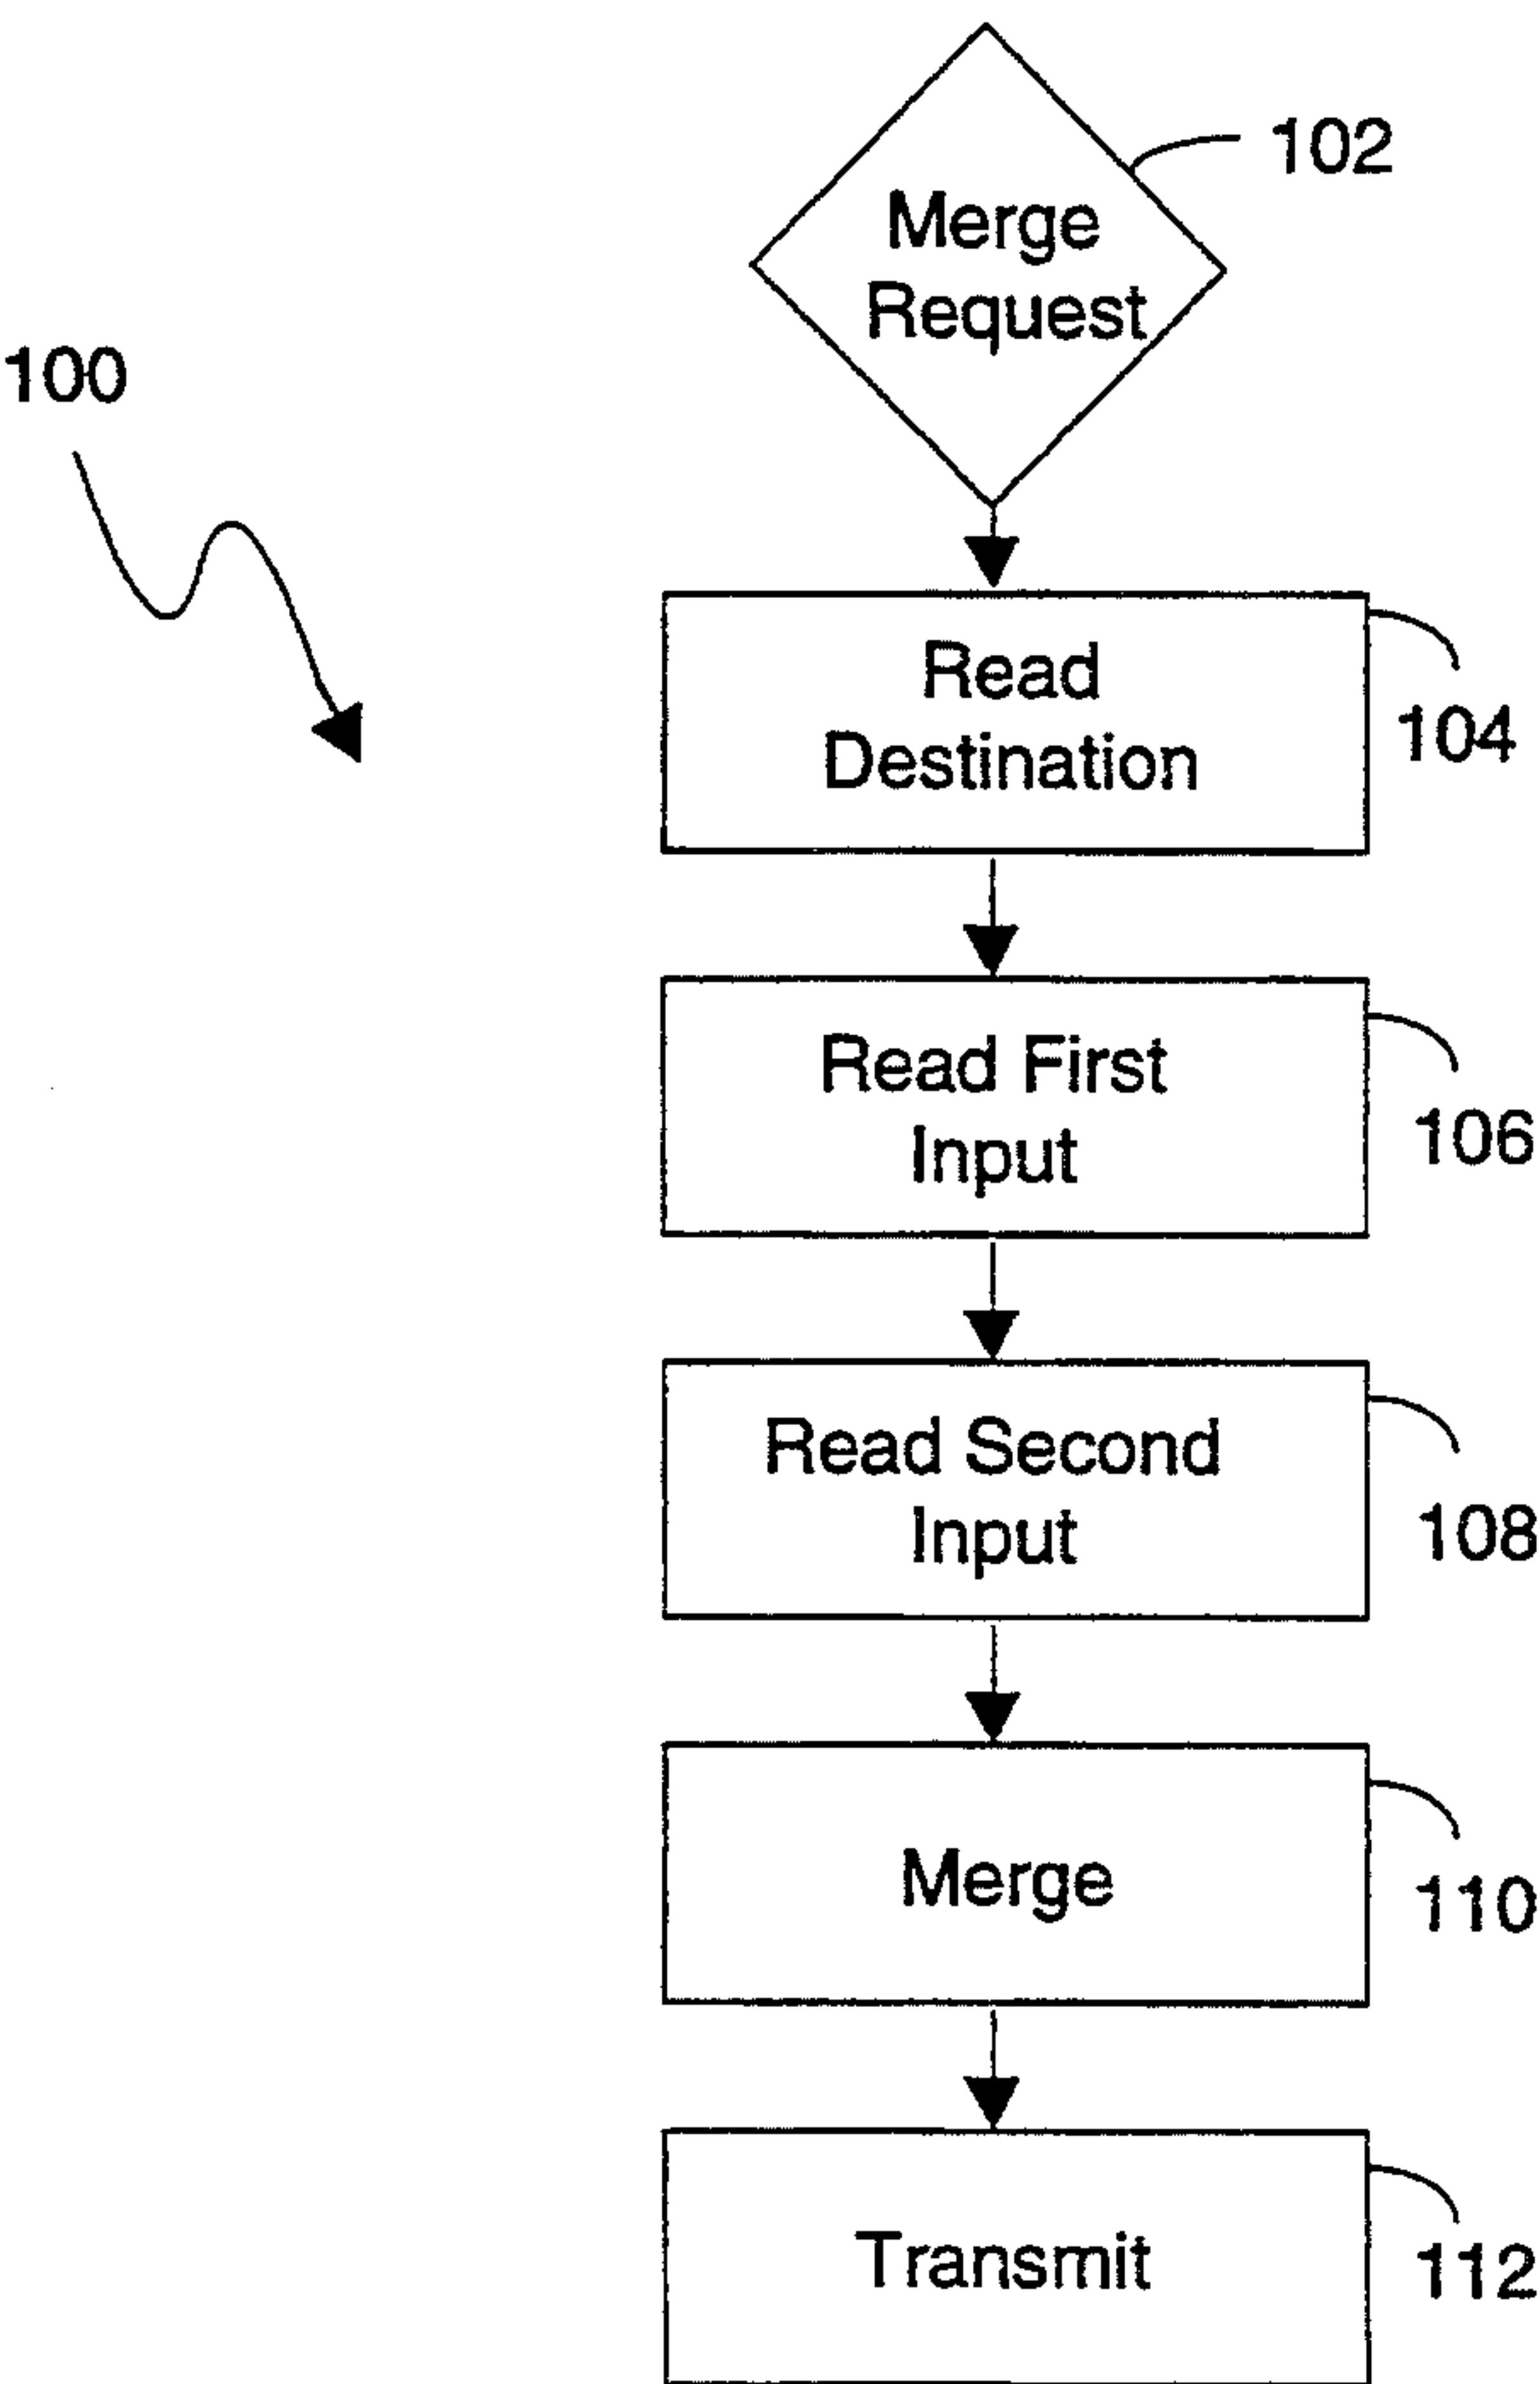 102
Merge
Request
100
Read
Destination
104
Read First
Input
106
Read Second
Input
108
Merge
110
Transmit
112